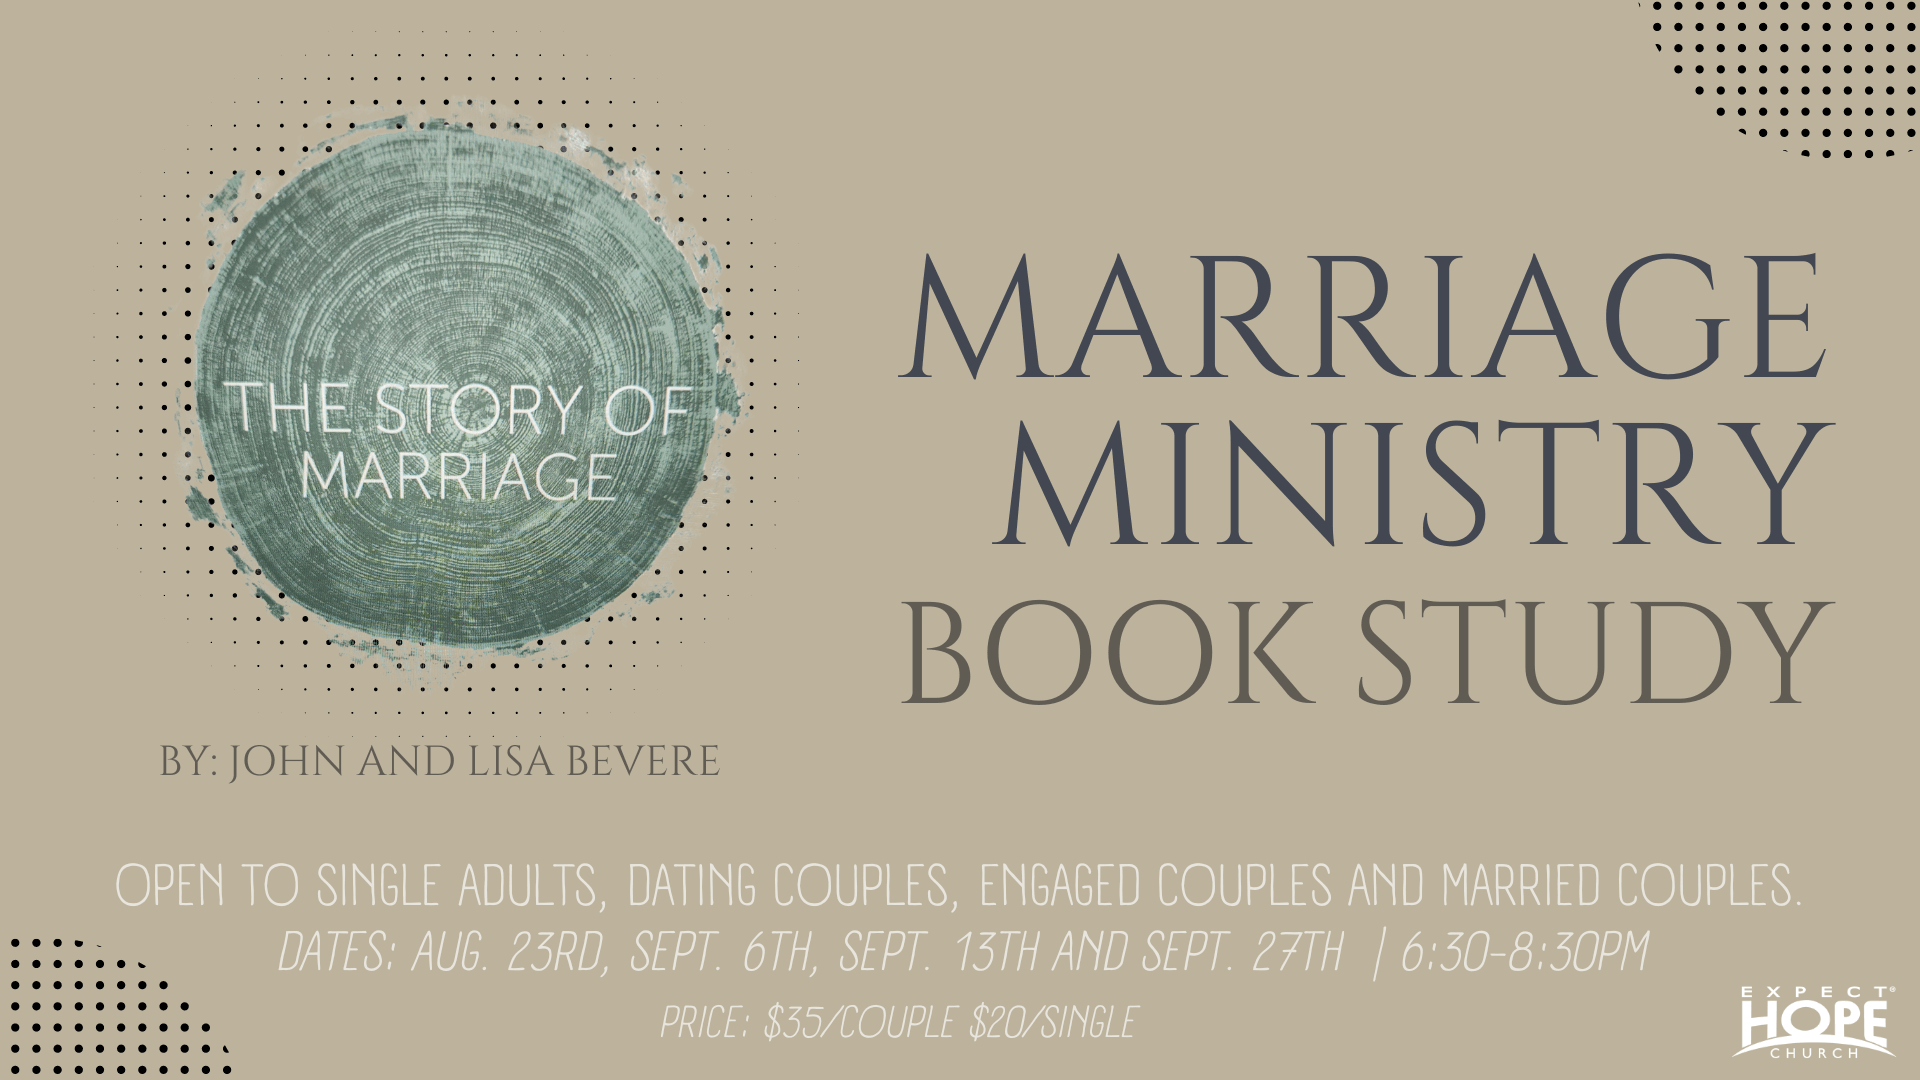 THE STORY OF
MARRIAGE
BY: JOHN AND LISA BEVERE
MARRIAGE
MINISTRY
BOOK STUDY
OPEN TO SINGLE ADULTS, DATING COUPLES, ENGAGED COUPLES AND MARRIED COUPLES.
DATES: AUG. 23RD, SEPT. 6TH, SEPT. 13TH AND SEPT. 27TH | 6:30-8:30PM
PRICE: $35/COUPLE $20/SINGLE
EXPECT®
HOPE
CHURCH